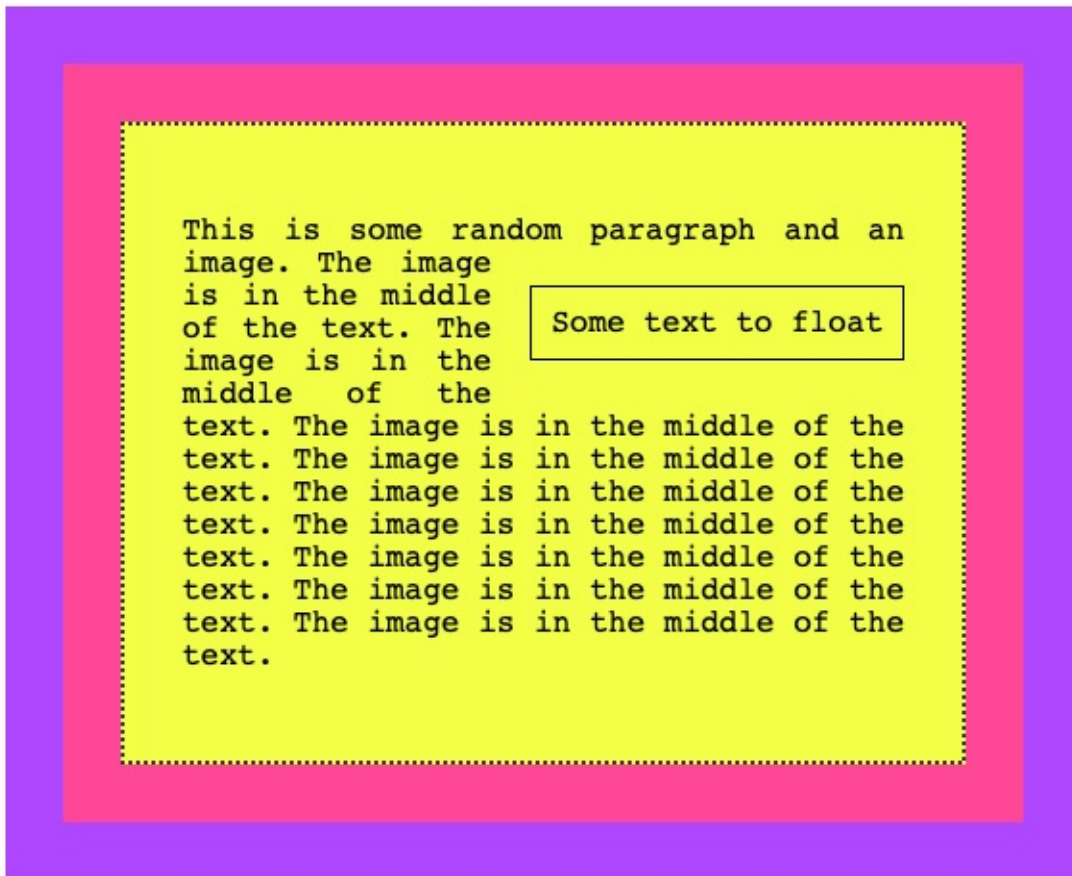 This is some random paragraph and an
image. The image
is in the middle
of the text. The
image is in the
middle of the
Some text to float
text. The image is in the middle of the
text. The image is in the middle of the
text. The image is in the middle of the
text. The image is in the middle of the
text. The image is in the middle of the
text. The image is in the middle of the
text. The image is in the middle of the
text.